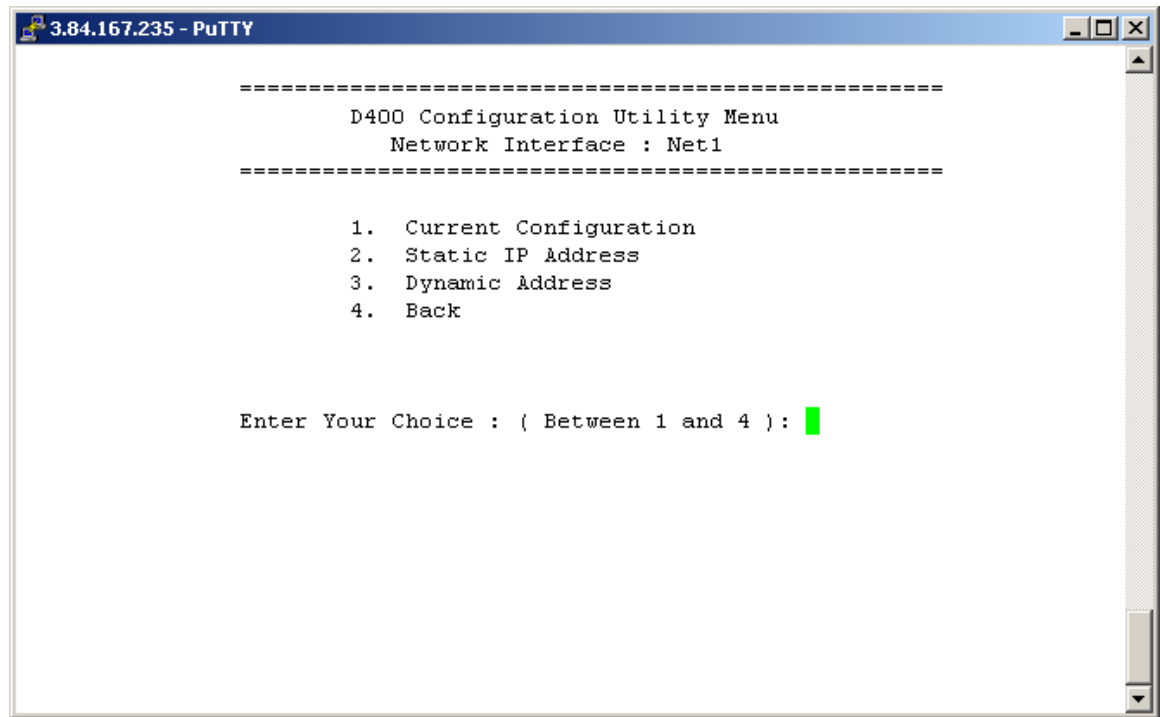 3.84.167.235 - PuTTY
===================================================
D400 Configuration Utility Menu
Network Interface : Net1
===================================================
1. Current Configuration
2. Static IP Address
3. Dynamic Address
4. Back
Enter Your Choice : ( Between 1 and 4 ):